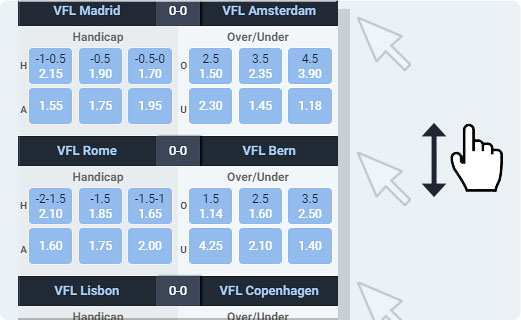 VFL Madrid 0-0 VFL Amsterdam
Handicap Over/Under
H -1-0.5 -0.5 -0.5-0 O 2.5 3.5 4.5
2.15 1.90 1.70 1.50 2.35 3.90
A 1.55 1.75 1.95 U 2.30 1.45 1.18
VFL Rome 0-0 VFL Bern
Handicap Over/Under
H -2-1.5 -1.5 -1.5-1 O 1.5 2.5 3.5
2.10 1.85 1.65 1.14 1.60 2.50
A 1.60 1.75 2.00 U 4.25 2.10 1.40
VFL Lisbon 0-0 VFL Copenhagen
Handicap Over/Under